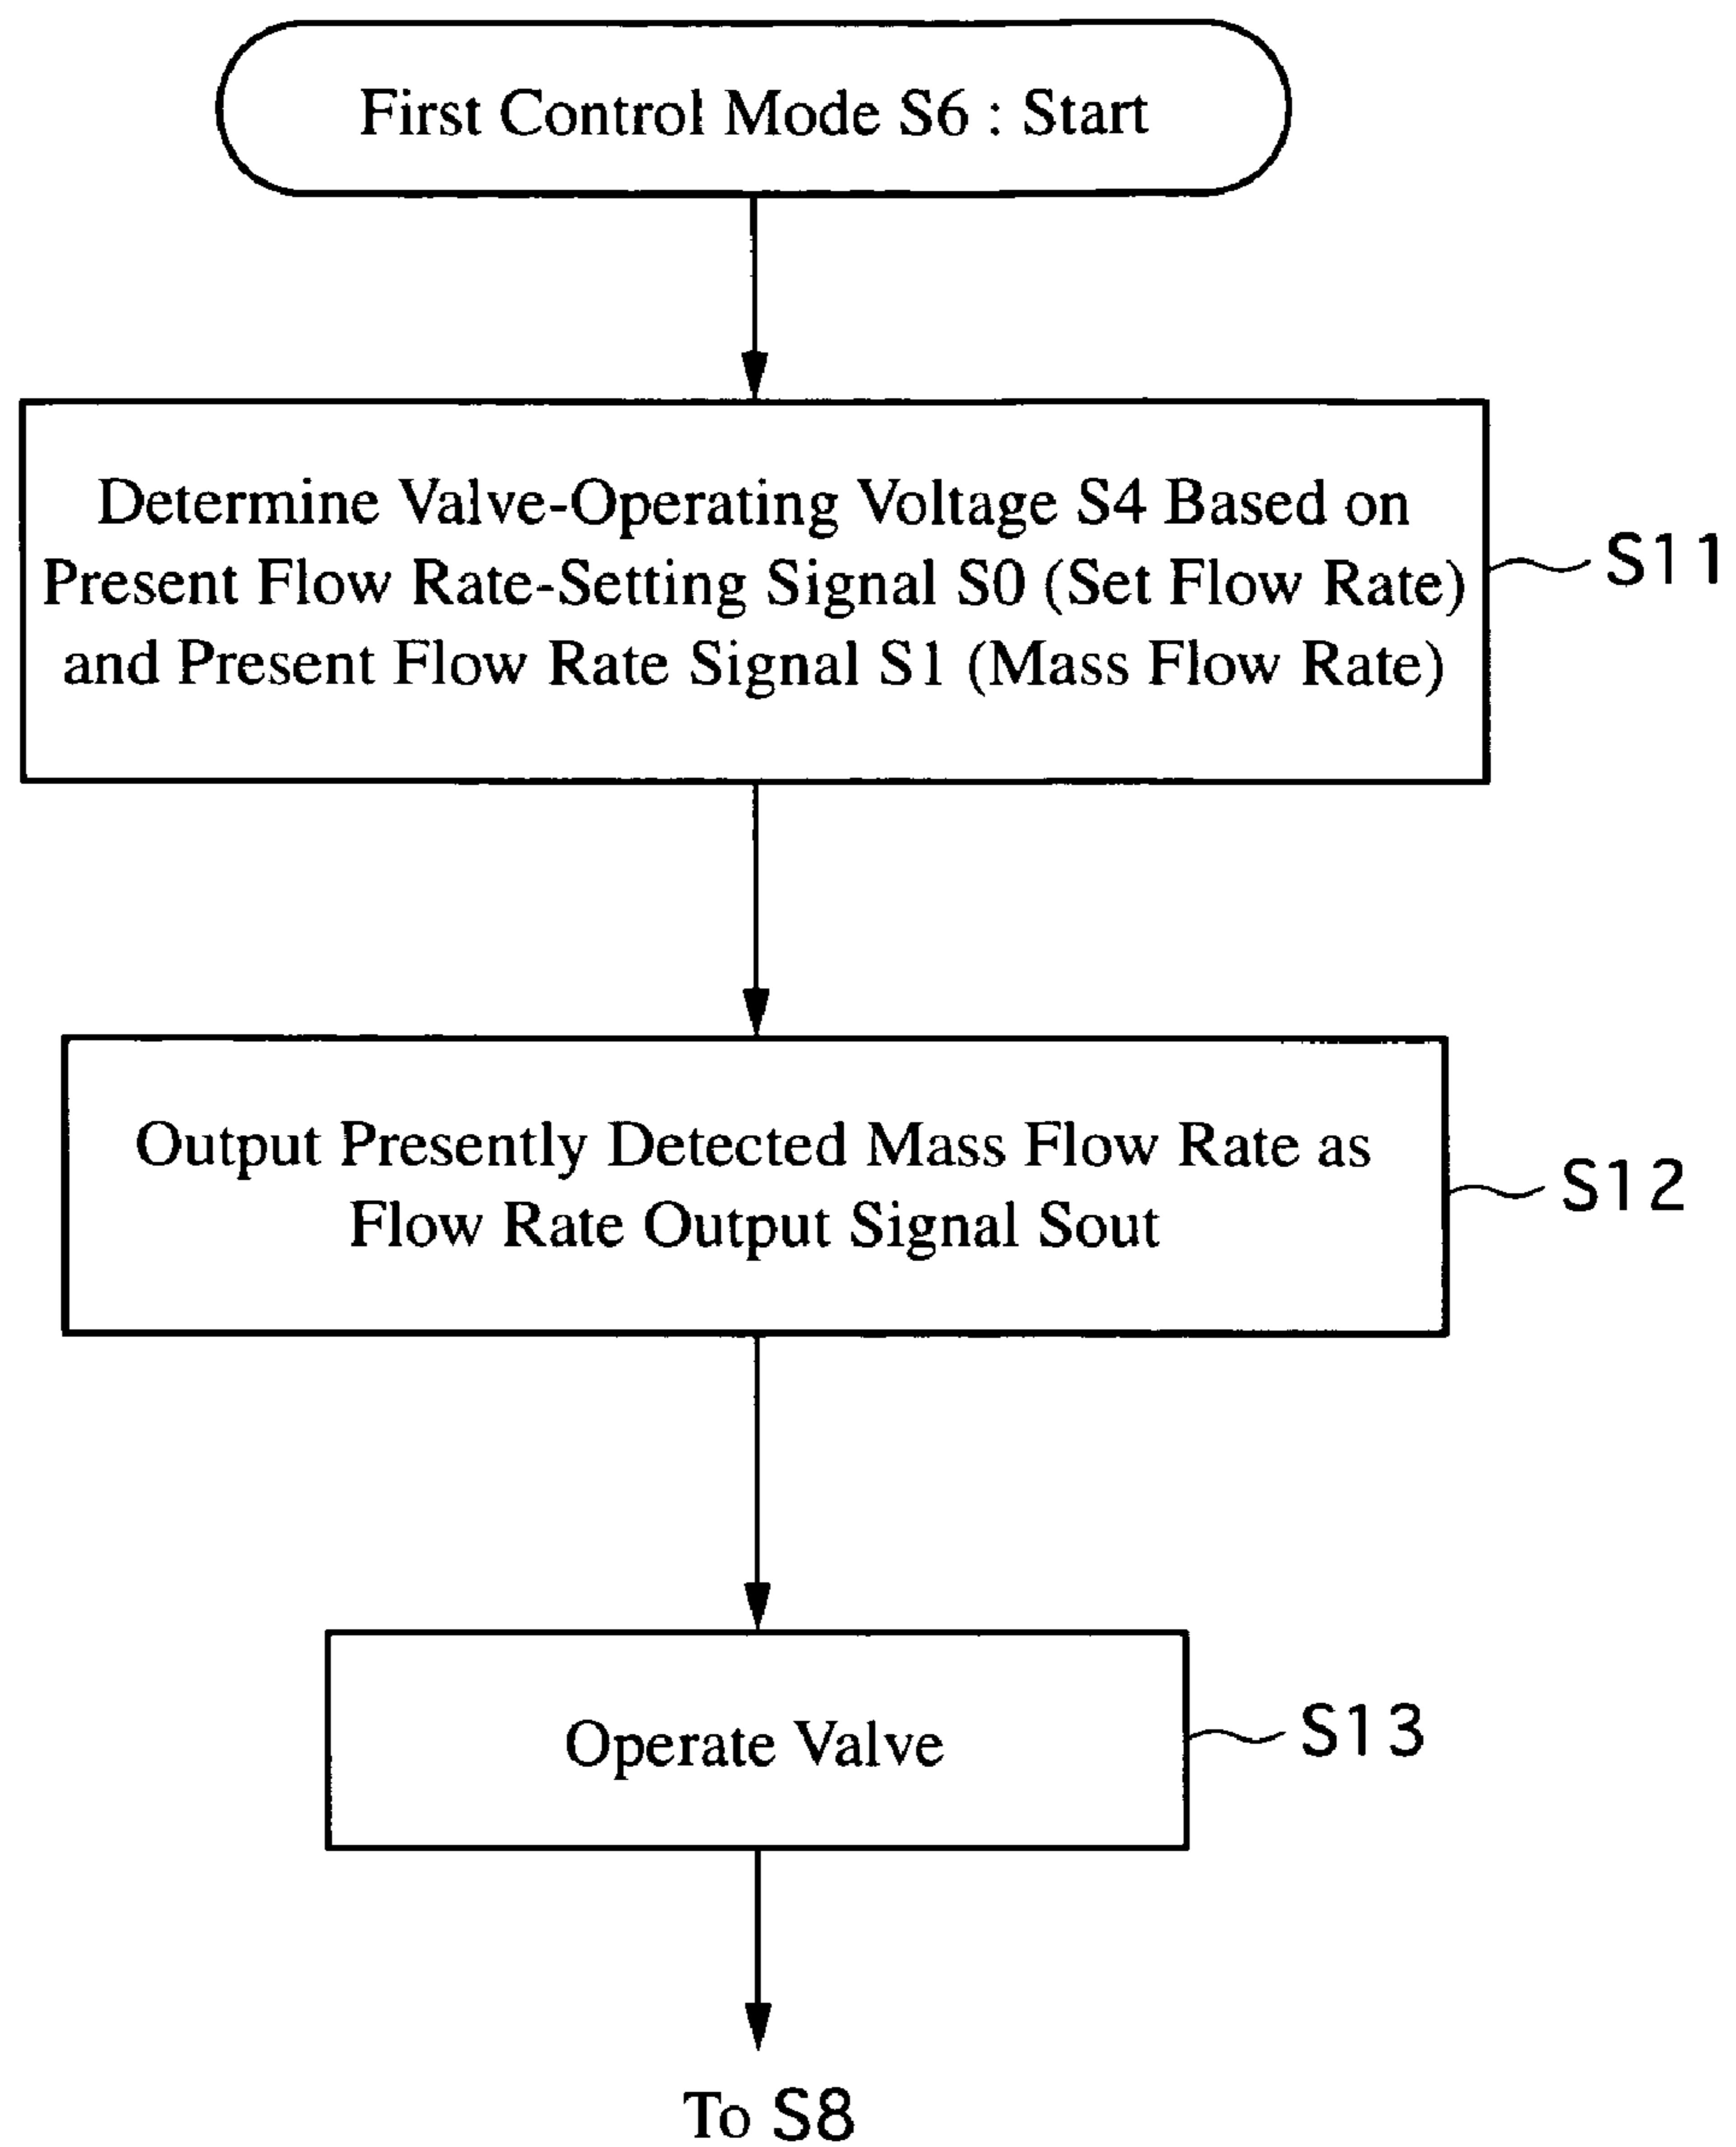 First Control Mode S6 : Start
Determine Valve-Operating Voltage S4 Based on
Present Flow Rate-Setting Signal S0 (Set Flow Rate)
and Present Flow Rate Signal S1 (Mass Flow Rate)
S11
Output Presently Detected Mass Flow Rate as
Flow Rate Output Signal Sout
S12
Operate Valve
S13
To S8